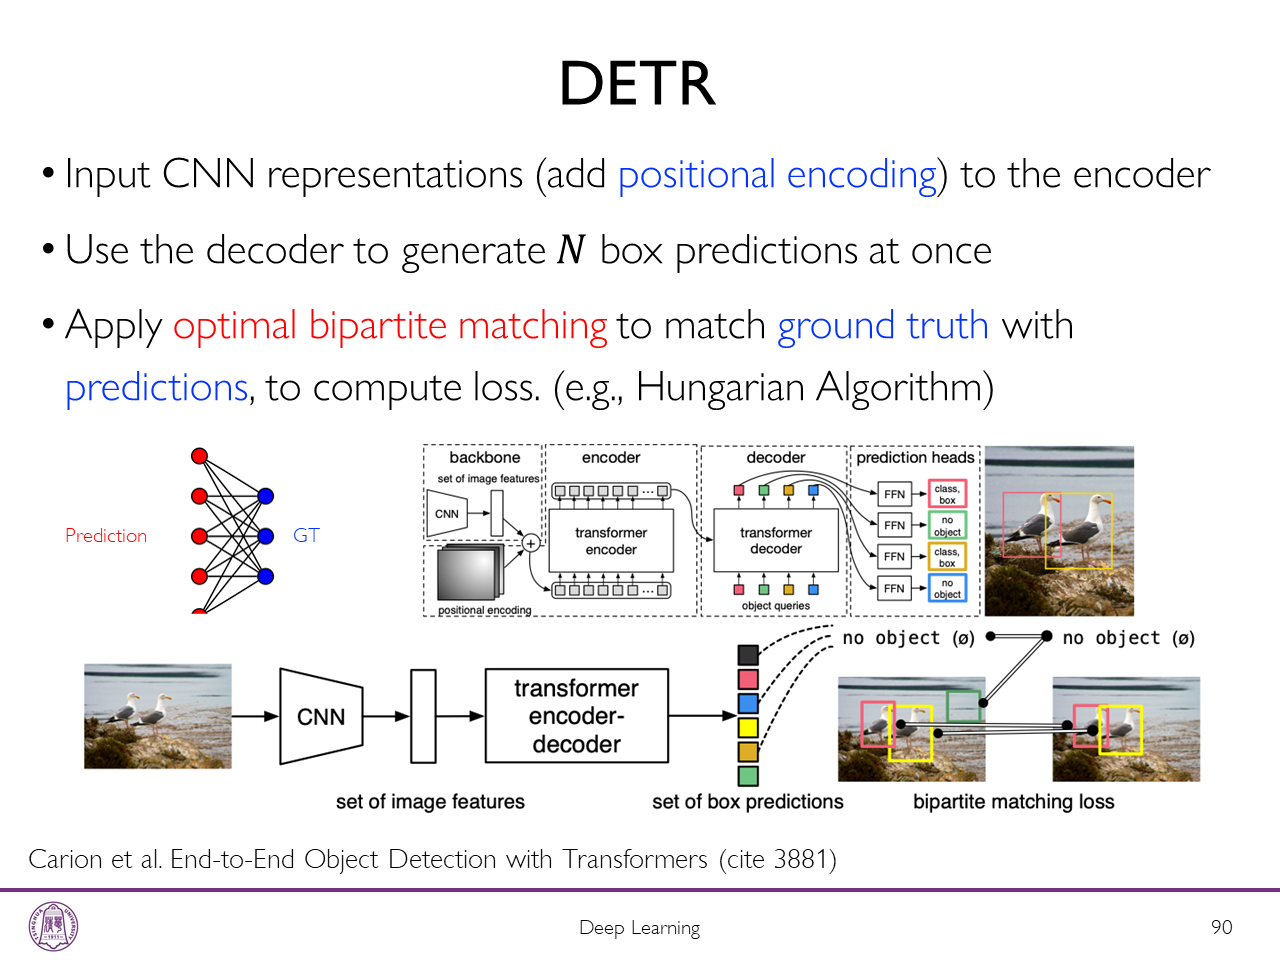 DETR
• Input CNN representations (add positional encoding) to the encoder
• Use the decoder to generate N box predictions at once
• Apply optimal bipartite matching to match ground truth with
predictions, to compute loss. (e.g., Hungarian Algorithm)
Prediction
GT
backbone
encoder
decoder
prediction heads
set of image features
CNN
+
positional encoding
...
transformer
encoder
...
transformer
decoder
object queries
FFN
class,
box
FFN
no
object
FFN
class,
box
FFN
no
object
no object (ø)
no object (ø)
CNN
transformer
encoder-
decoder
set of image features
set of box predictions
bipartite matching loss
Carion et al. End-to-End Object Detection with Transformers (cite 3881)
TSINGHUA UNIVERSITY
-1911-
Deep Learning
90